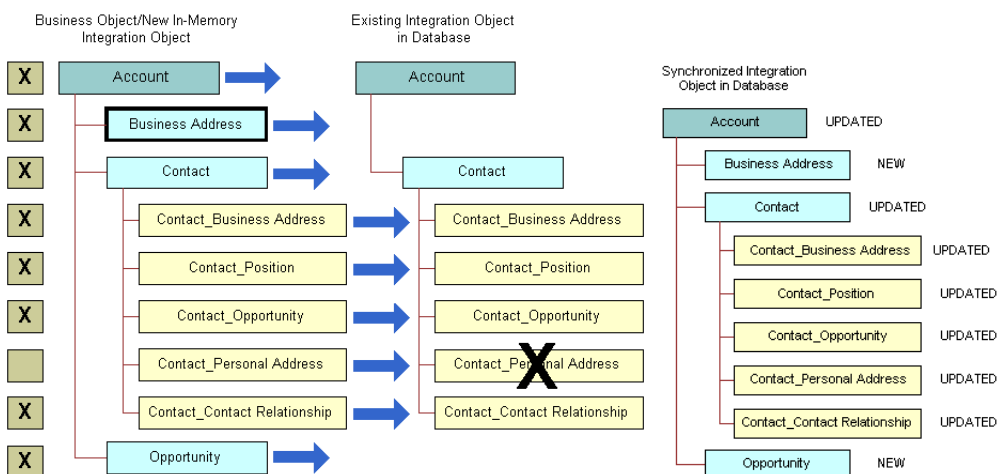 Business Object/New In-Memory
Integration Object
Existing Integration Object
in Database
Synchronized Integration
Object in Database
X
Account
Account
Account
UPDATED
X
Business Address
Business Address
NEW
X
Contact
Contact
Contact
UPDATED
X
Contact_Business Address
Contact_Business Address
Contact_Business Address
UPDATED
X
Contact_Position
Contact_Position
Contact_Position
UPDATED
X
Contact_Opportunity
Contact_Opportunity
Contact_Opportunity
UPDATED
Contact_Personal Address
Contact_Personal Address
X
Contact_Personal Address
UPDATED
X
Contact_Contact Relationship
Contact_Contact Relationship
Contact_Contact Relationship
UPDATED
X
Opportunity
Opportunity
NEW